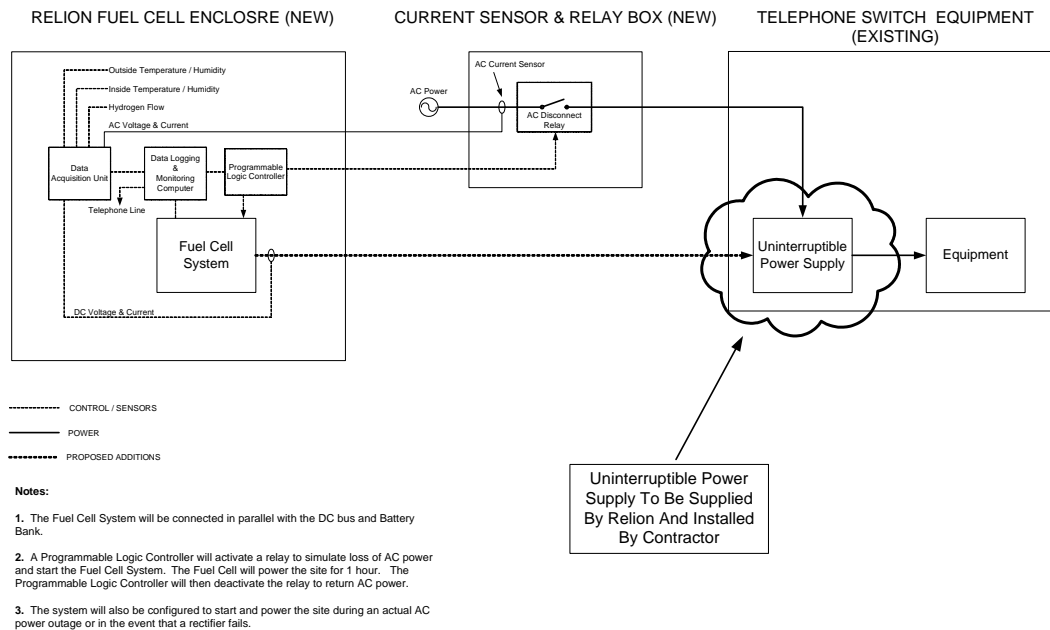 RELION FUEL CELL ENCLOSRE (NEW)
CURRENT SENSOR & RELAY BOX (NEW)
TELEPHONE SWITCH EQUIPMENT
(EXISTING)
Outside Temperature / Humidity
Inside Temperature / Humidity
Hydrogen Flow
AC Voltage & Current
Data
Acquisition Unit
Data Logging
&
Monitoring
Computer
Programmable
Logic Controller
Telephone Line
Fuel Cell
System
DC Voltage & Current
AC Current Sensor
AC Power
AC Disconnect
Relay
Uninterruptible
Power Supply
Equipment
CONTROL / SENSORS
POWER
PROPOSED ADDITIONS
Uninterruptible Power
Supply To Be Supplied
By Relion And Installed
By Contractor
Notes:
1. The Fuel Cell System will be connected in parallel with the DC bus and Battery
Bank.
2. A Programmable Logic Controller will activate a relay to simulate loss of AC power
and start the Fuel Cell System. The Fuel Cell will power the site for 1 hour. The
Programmable Logic Controller will then deactivate the relay to return AC power.
3. The system will also be configured to start and power the site during an actual AC
power outage or in the event that a rectifier fails.